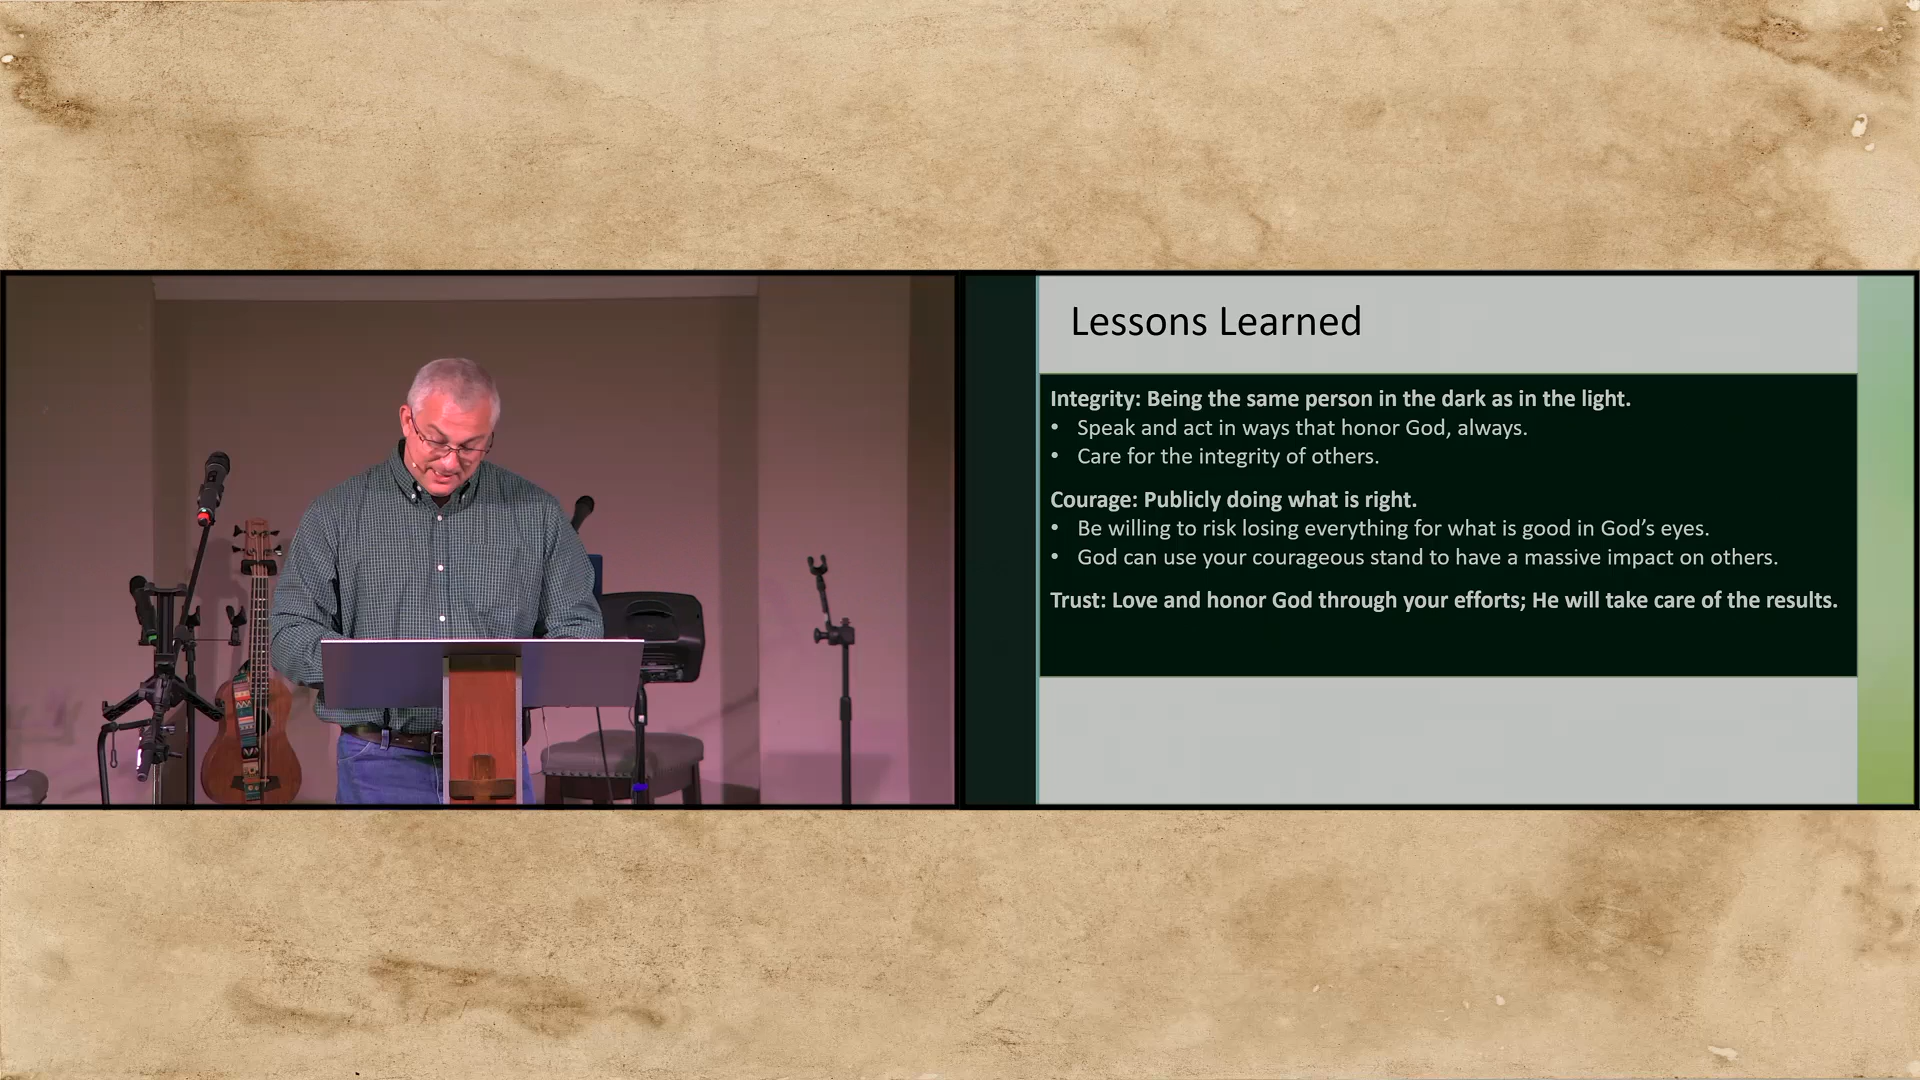 Lessons Learned
Integrity: Being the same person in the dark as in the light.
• Speak and act in ways that honor God, always.
• Care for the integrity of others.
Courage: Publicly doing what is right.
• Be willing to risk losing everything for what is good in God’s eyes.
• God can use your courageous stand to have a massive impact on others.
Trust: Love and honor God through your efforts; He will take care of the results.